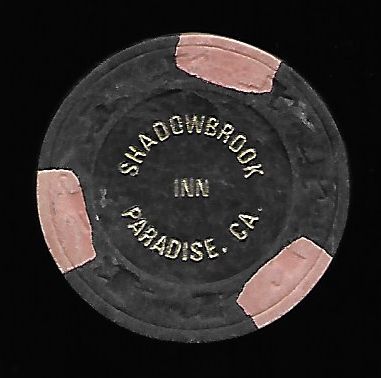 SHADOWBROOK
INN
PARADISE, CA.